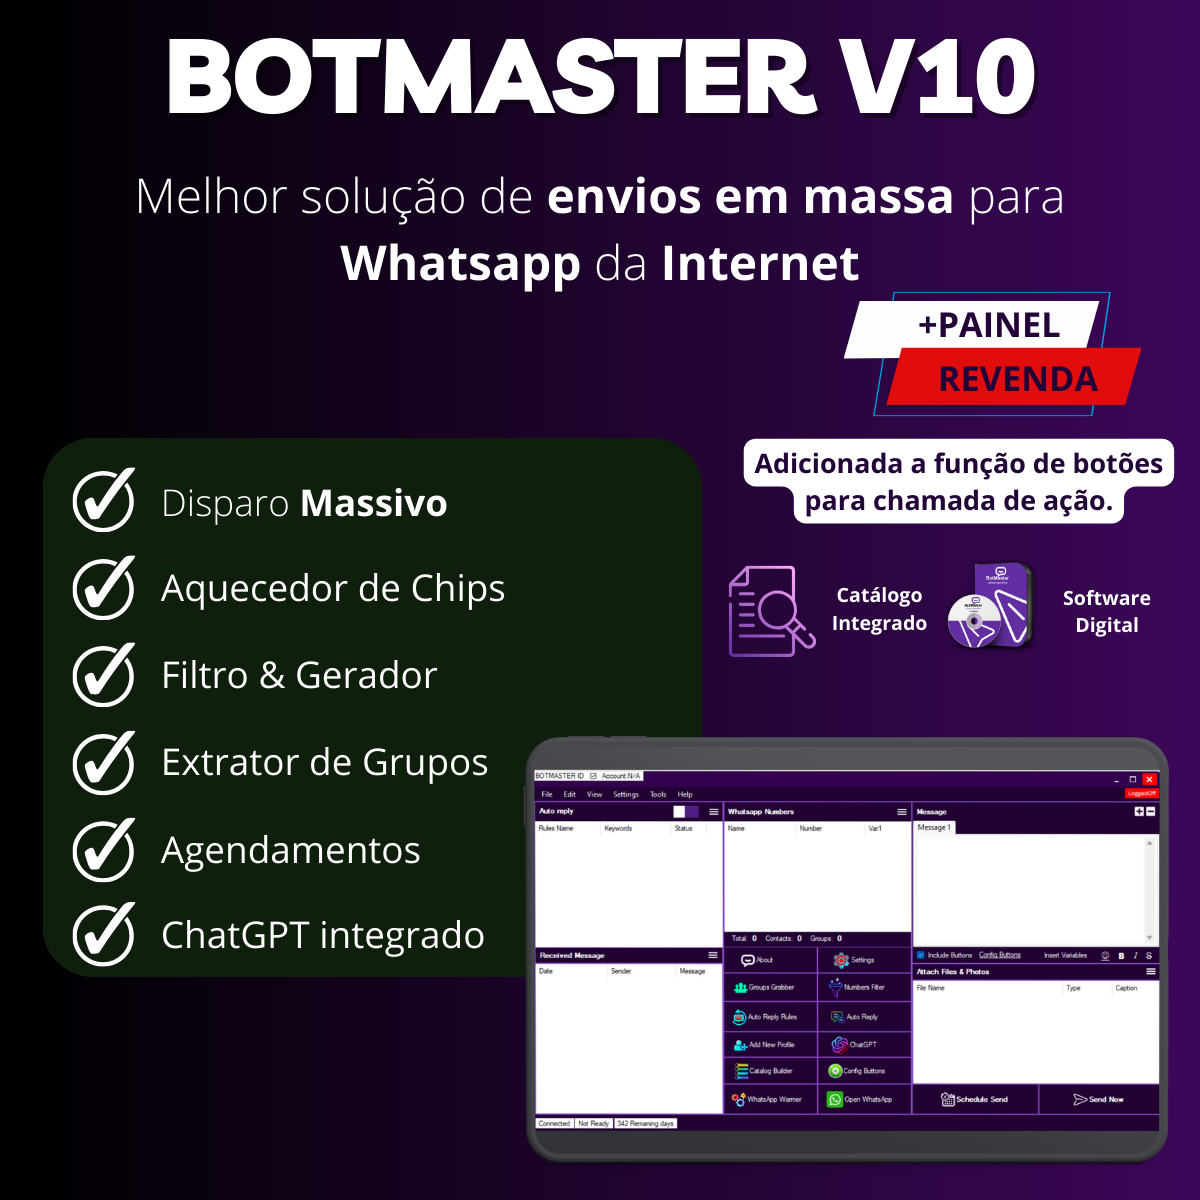 BOTMASTER V10
Melhor solução de envios em massa para
Whatsapp da Internet
+PAINEL
REVENDA
Disparo Massivo
Aquecedor de Chips
Filtro & Gerador
Extrator de Grupos
Agendamentos
ChatGPT integrado
Adicionada a função de botões
para chamada de ação.
Catálogo
Integrado
BotMaster
Software
Digital
BOTMASTER ID Account:N/A
File Edit View Settings Tools Help
LoggedOff
Auto reply
Rules Name Keywords Status
Whatsapp Numbers
Name Number Var1
Message
Message 1
Total: 0 Contacts: 0 Groups: 0
Received Message
Date Sender Message
About
Settings
Groups Grabber
Numbers Filter
Auto Reply Rules
Auto Reply
Add New Profile
ChatGPT
Catalog Builder
Config Buttons
WhatsApp Warmer
Open WhatsApp
Include Buttons Config Buttons Insert Variables B I S
Attach Files & Photos
File Name Type Caption
Schedule Send
Send Now
Connected Not Ready 342 Remaning days